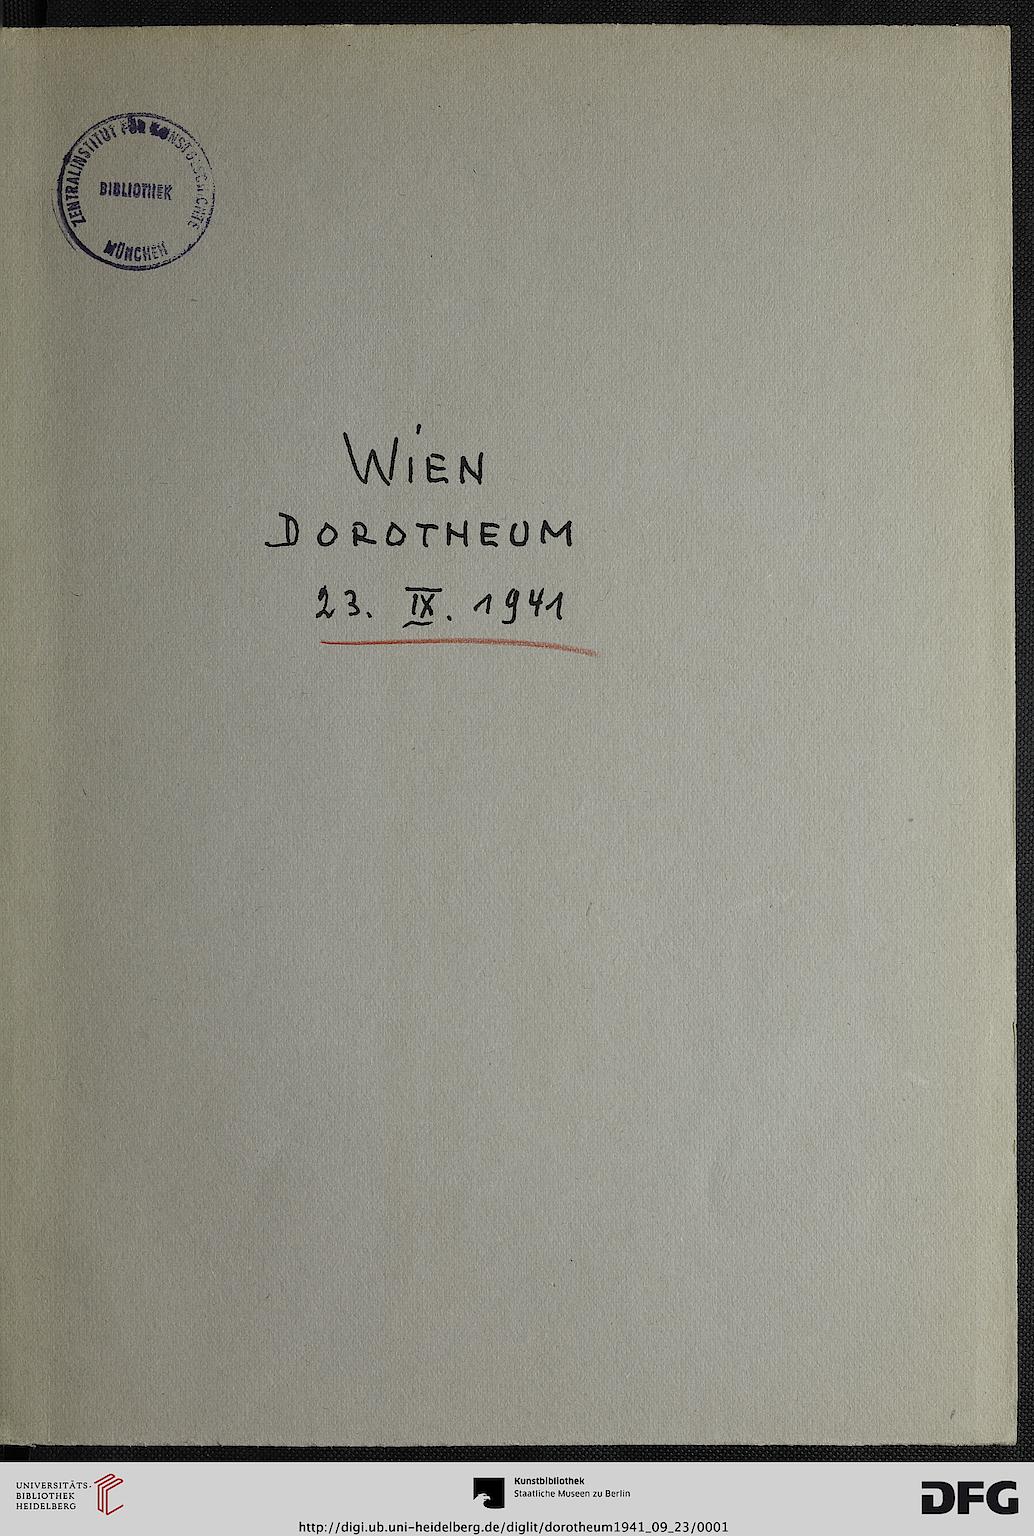 ZENTRALINSTITUT FÜR KUNSTGESCHICHTE
BIBLIOTHEK
MÜNCHEN
WIEN
DOROTHEUM
23. IX. 1941
UNIVERSITÄTS-
BIBLIOTHEK
HEIDELBERG
Kunstbibliothek
Staatliche Museen zu Berlin
DFG
http://digi.ub.uni-heidelberg.de/diglit/dorotheum1941_09_23/0001